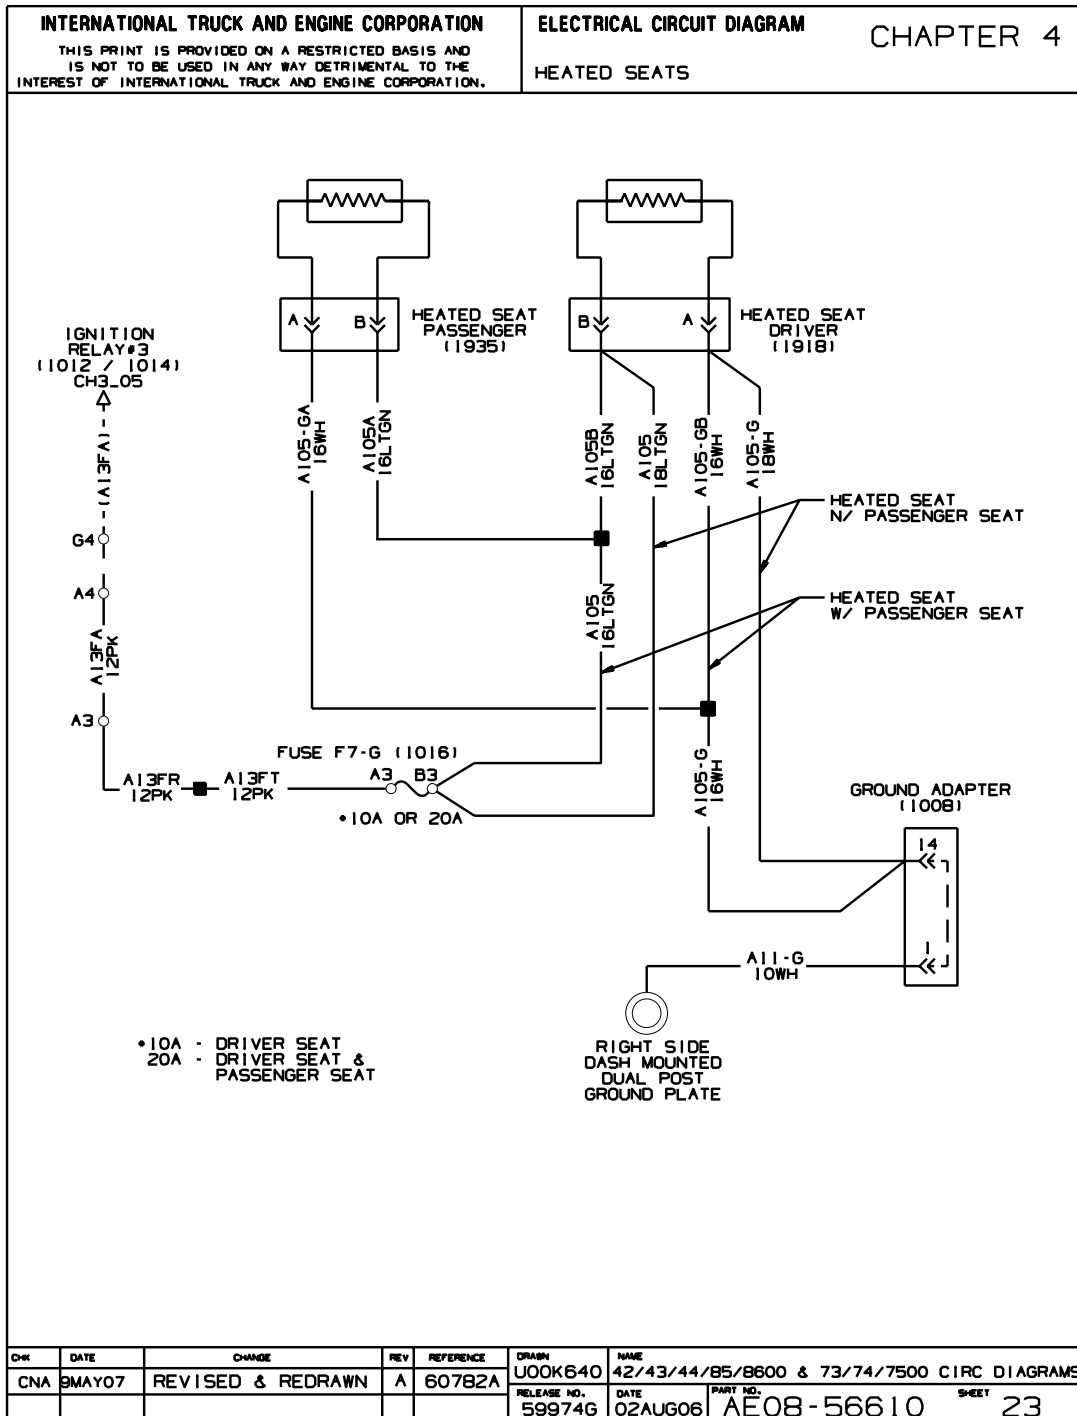 INTERNATIONAL TRUCK AND ENGINE CORPORATION
THIS PRINT IS PROVIDED ON A RESTRICTED BASIS AND
IS NOT TO BE USED IN ANY WAY DETRIMENTAL TO THE
INTEREST OF INTERNATIONAL TRUCK AND ENGINE CORPORATION.
ELECTRICAL CIRCUIT DIAGRAM
HEATED SEATS
CHAPTER 4
A
B
HEATED SEAT
PASSENGER
(1935)
B
A
HEATED SEAT
DRIVER
(1918)
IGNITION
RELAY#3
(1012 / 1014)
CH3_05
(A13FA)
G4
A4
A13FA
12PK
A3
A105-GA
16WH
A105A
16LTGN
A105B
16LTGN
A105
18LTGN
A105-GB
16WH
A105-G
18WH
HEATED SEAT
N/ PASSENGER SEAT
HEATED SEAT
W/ PASSENGER SEAT
A105
16LTGN
A13FR
12PK
A13FT
12PK
FUSE F7-G (1016)
A3
B3
*10A OR 20A
A105-G
16WH
GROUND ADAPTER
(1008)
14
1
A11-G
10WH
RIGHT SIDE
DASH MOUNTED
DUAL POST
GROUND PLATE
*10A - DRIVER SEAT
20A - DRIVER SEAT &
PASSENGER SEAT
CHK DATE CHANGE REV REFERENCE
CNA 9MAY07 REVISED & REDRAWN A 60782A
DRAWN
U00K640
NAME
42/43/44/85/8600 & 73/74/7500 CIRC DIAGRAMS
RELEASE NO.
59974G
DATE
02AUG06
PART NO.
AE08-56610
SHEET
23